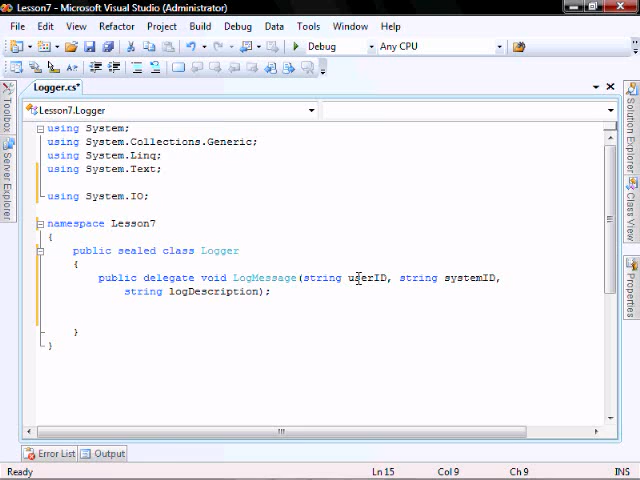 Lesson7 - Microsoft Visual Studio (Administrator)
File Edit View Refactor Project Build Debug Data Tools Window Help
Debug Any CPU
Logger.cs*
Lesson7.Logger
Toolbox
Server Explorer
using System;
using System.Collections.Generic;
using System.Linq;
using System.Text;
using System.IO;
namespace Lesson7
{
public sealed class Logger
{
public delegate void LogMessage(string userID, string systemID,
string logDescription);
}
}
Solution Explorer
Class View
Properties
Error List Output
Ready Ln 15 Col 9 Ch 9 INS